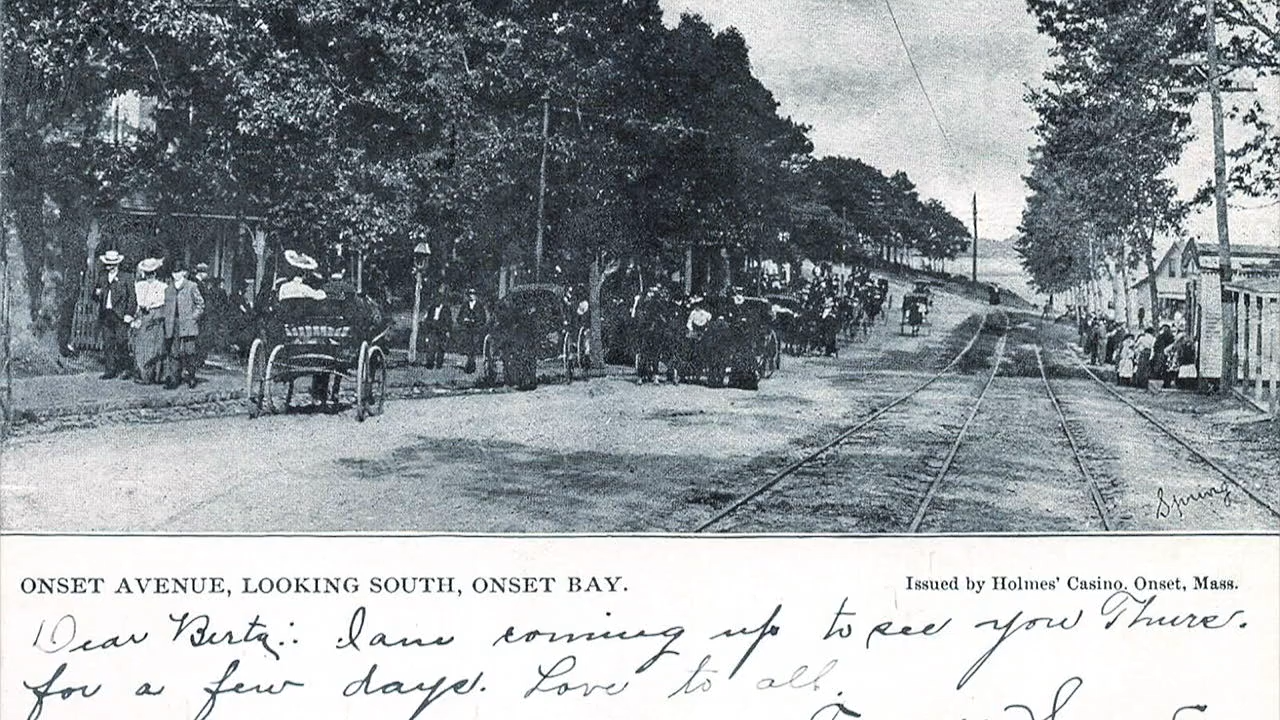 Spring
ONSET AVENUE, LOOKING SOUTH, ONSET BAY.
Issued by Holmes' Casino, Onset, Mass.
Dear Berta: I am coming up to see you Thurs.
for a few days. Love to all.